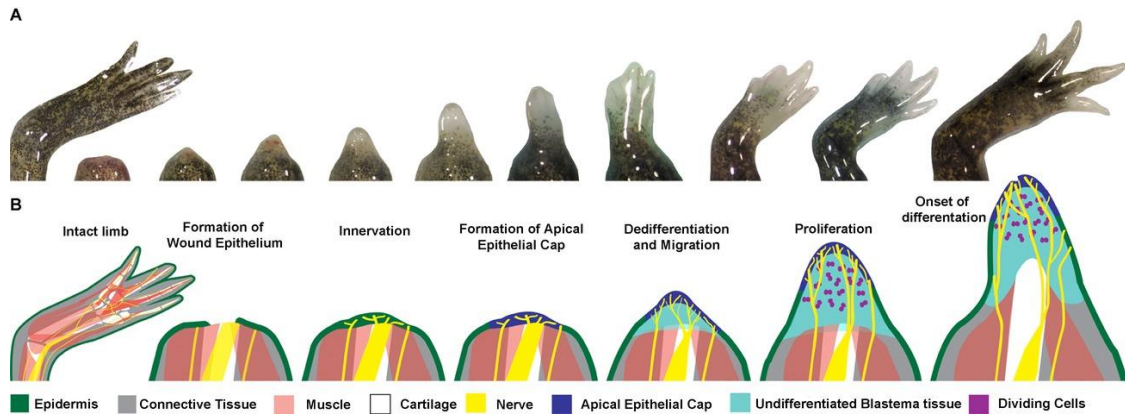 A
B
Intact limb
Formation of
Wound Epithelium
Innervation
Formation of Apical
Epithelial Cap
Dedifferentiation
and Migration
Proliferation
Onset of
differentation
Epidermis
Connective Tissue
Muscle
Cartilage
Nerve
Apical Epithelial Cap
Undifferentiated Blastema tissue
Dividing Cells